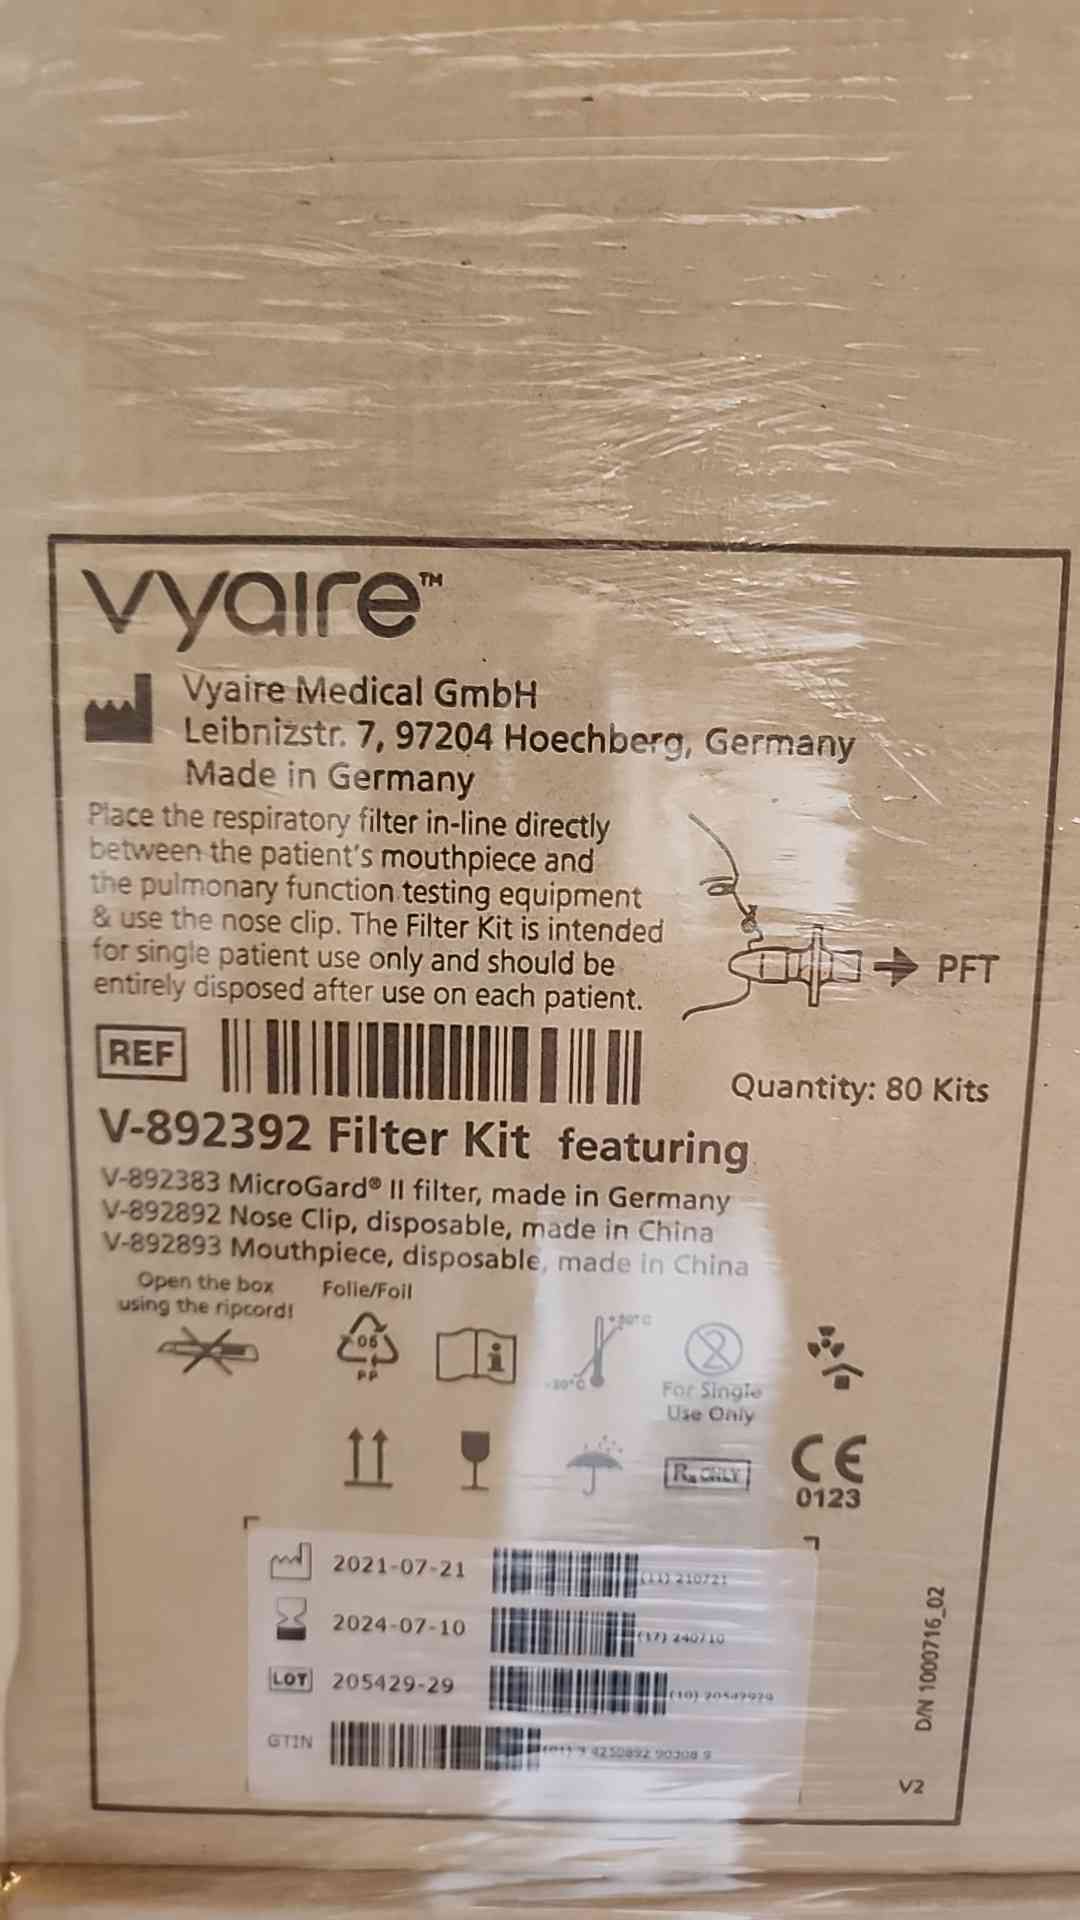 vyaire™
Vyaire Medical GmbH
Leibnizstr. 7, 97204 Hoechberg, Germany
Made in Germany
Place the respiratory filter in-line directly
between the patient's mouthpiece and
the pulmonary function testing equipment
& use the nose clip. The Filter Kit is intended
for single patient use only and should be
entirely disposed after use on each patient.
PFT
REF
Quantity: 80 Kits
V-892392 Filter Kit featuring
V-892383 MicroGard® II filter, made in Germany
V-892892 Nose Clip, disposable, made in China
V-892893 Mouthpiece, disposable, made in China
Open the box
using the ripcord!
Folie/Foil
05
PP
2
For Single
Use Only
Rx ONLY
CE
0123
2021-07-21
(11) 210721
2024-07-10
(17) 240710
LOT 205429-29
(10) 20542929
GTIN
D/N 1000716_02
V2